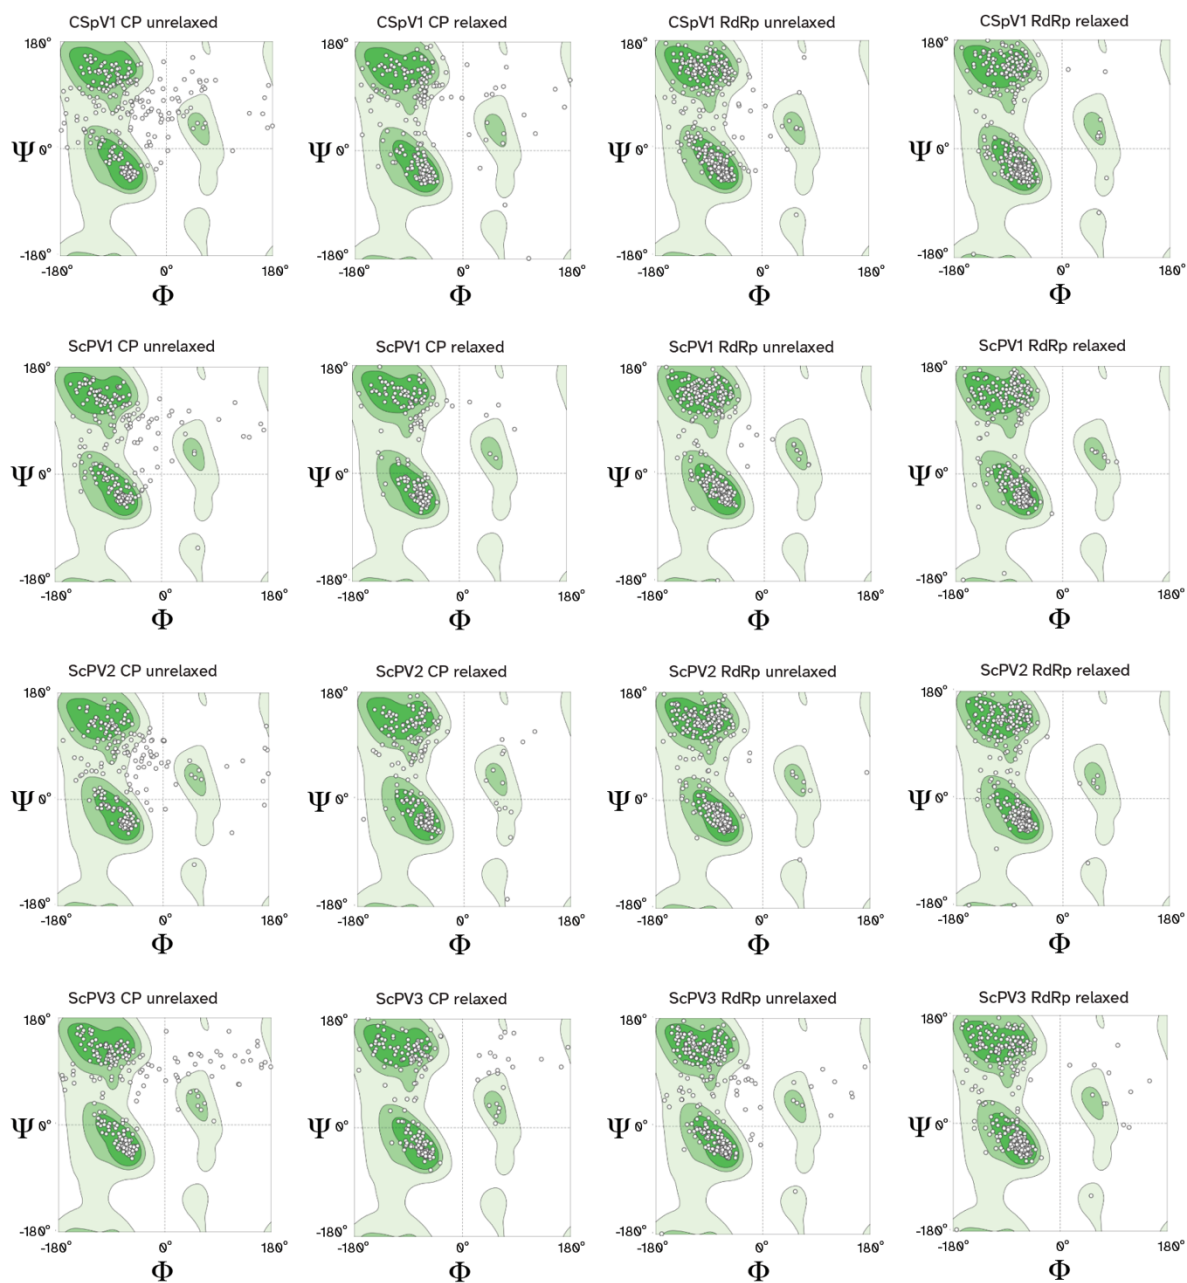 CSpV1 CP unrelaxed
CSpV1 CP relaxed
CSpV1 RdRp unrelaxed
CSpV1 RdRp relaxed
180° 180° 180° 180°
Ψ 0° Ψ 0° Ψ 0° Ψ 0°
-180° -180° -180° -180°
-180° 0° 180° -180° 0° 180° -180° 0° 180° -180° 0° 180°
Φ Φ Φ Φ
ScPV1 CP unrelaxed
ScPV1 CP relaxed
ScPV1 RdRp unrelaxed
ScPV1 RdRp relaxed
180° 180° 180° 180°
Ψ 0° Ψ 0° Ψ 0° Ψ 0°
-180° -180° -180° -180°
-180° 0° 180° -180° 0° 180° -180° 0° 180° -180° 0° 180°
Φ Φ Φ Φ
ScPV2 CP unrelaxed
ScPV2 CP relaxed
ScPV2 RdRp unrelaxed
ScPV2 RdRp relaxed
180° 180° 180° 180°
Ψ 0° Ψ 0° Ψ 0° Ψ 0°
-180° -180° -180° -180°
-180° 0° 180° -180° 0° 180° -180° 0° 180° -180° 0° 180°
Φ Φ Φ Φ
ScPV3 CP unrelaxed
ScPV3 CP relaxed
ScPV3 RdRp unrelaxed
ScPV3 RdRp relaxed
180° 180° 180° 180°
Ψ 0° Ψ 0° Ψ 0° Ψ 0°
-180° -180° -180° -180°
-180° 0° 180° -180° 0° 180° -180° 0° 180° -180° 0° 180°
Φ Φ Φ Φ